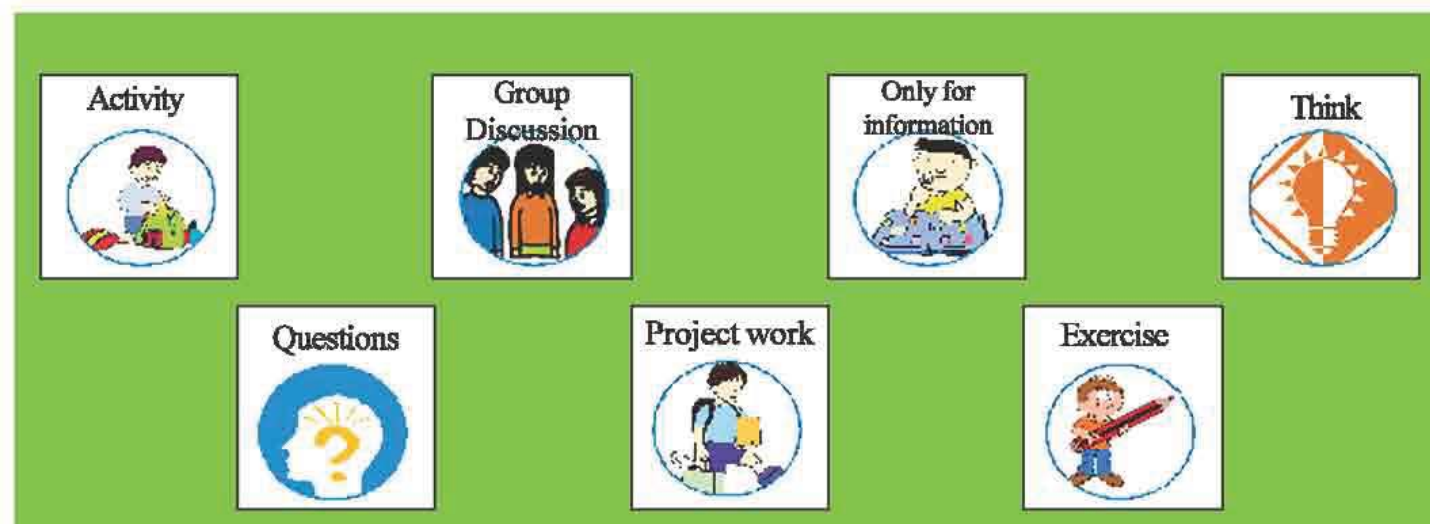 Activity
Group
Discussion
Only for
information
Think
Questions
?
Project work
Exercise